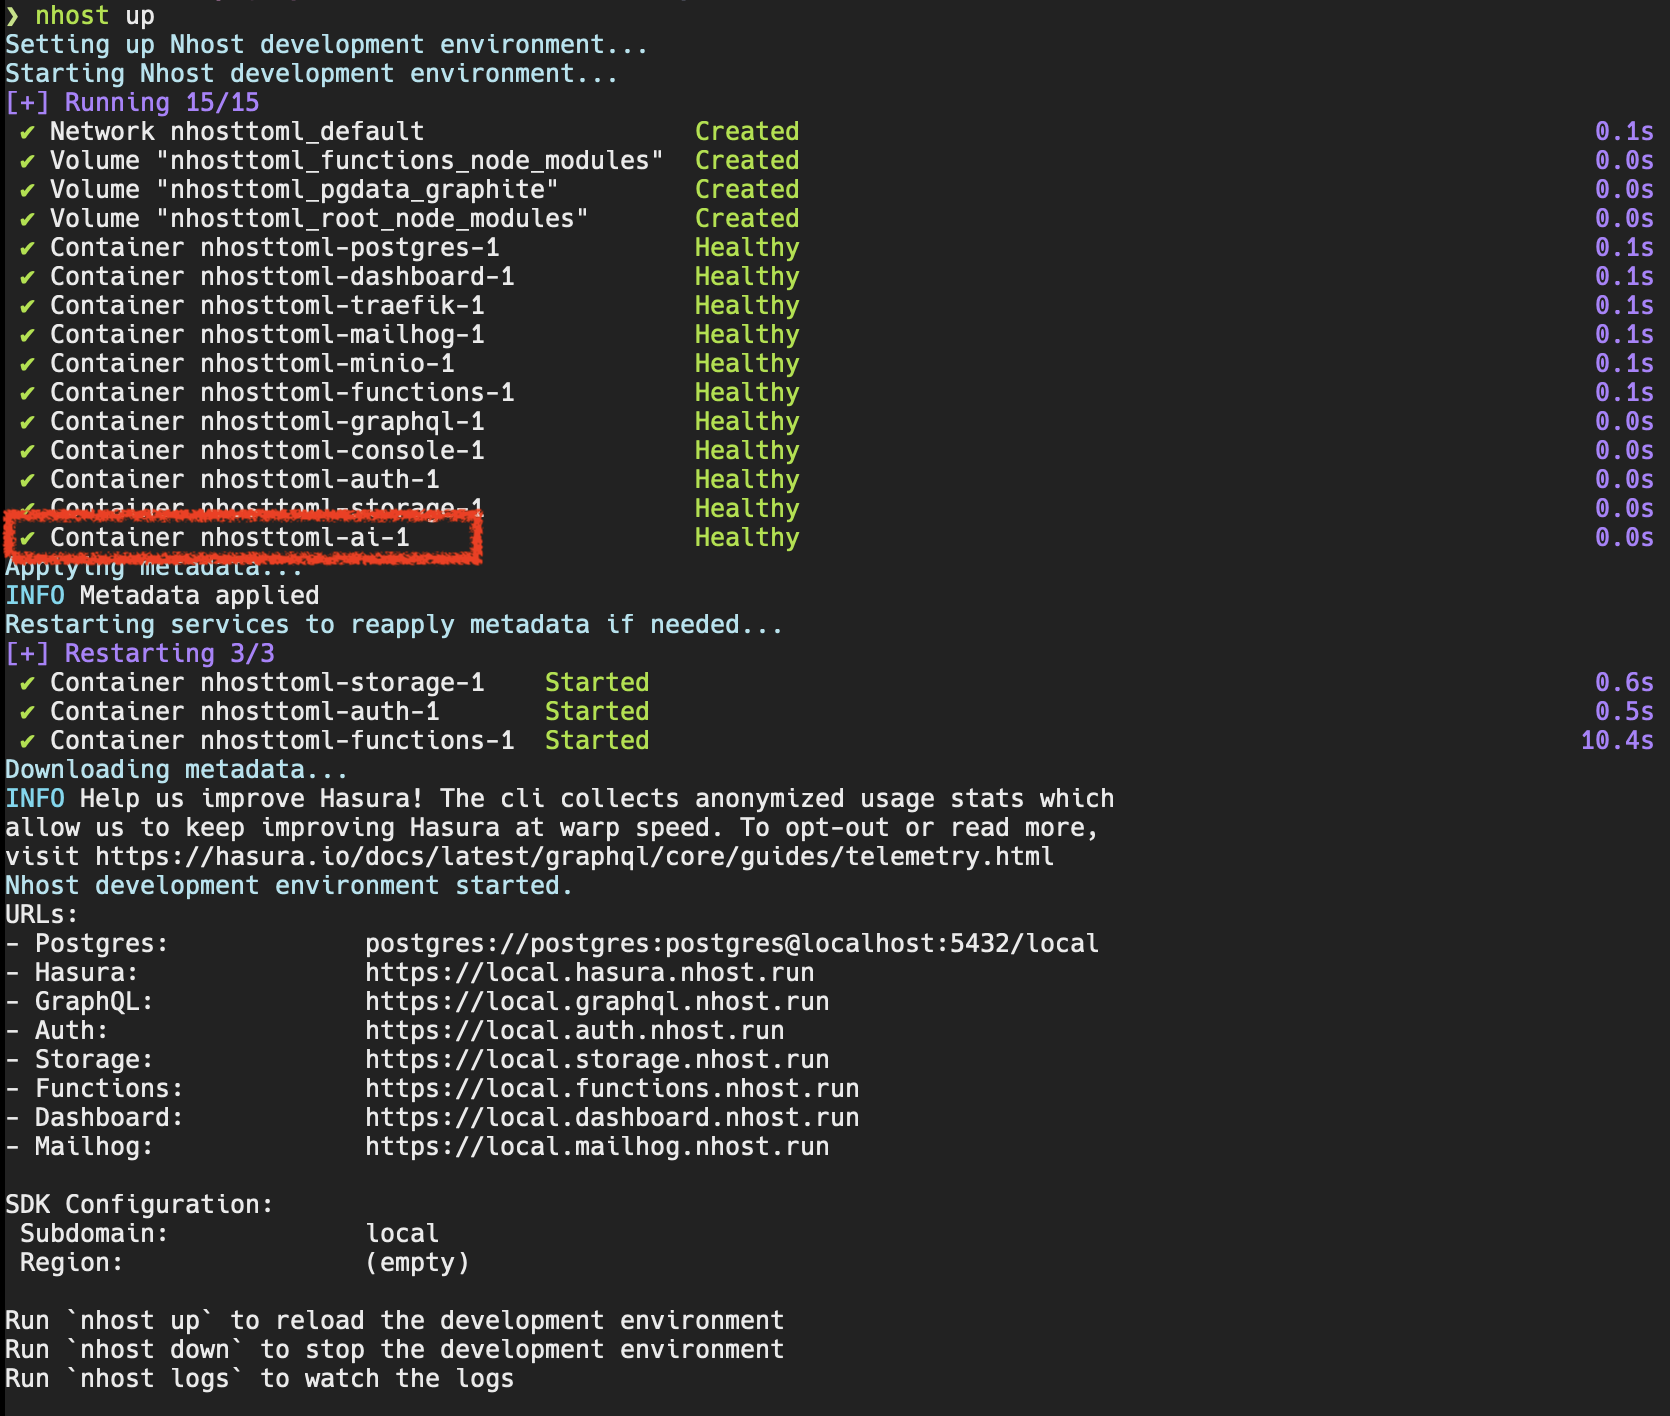 ❯ nhost up
Setting up Nhost development environment...
Starting Nhost development environment...
[+] Running 15/15
✔ Network nhosttoml_default Created 0.1s
✔ Volume "nhosttoml_functions_node_modules" Created 0.0s
✔ Volume "nhosttoml_pgdata_graphite" Created 0.0s
✔ Volume "nhosttoml_root_node_modules" Created 0.0s
✔ Container nhosttoml-postgres-1 Healthy 0.1s
✔ Container nhosttoml-dashboard-1 Healthy 0.1s
✔ Container nhosttoml-traefik-1 Healthy 0.1s
✔ Container nhosttoml-mailhog-1 Healthy 0.1s
✔ Container nhosttoml-minio-1 Healthy 0.1s
✔ Container nhosttoml-functions-1 Healthy 0.1s
✔ Container nhosttoml-graphql-1 Healthy 0.0s
✔ Container nhosttoml-console-1 Healthy 0.0s
✔ Container nhosttoml-auth-1 Healthy 0.0s
✔ Container nhosttoml-storage-1 Healthy 0.0s
✔ Container nhosttoml-ai-1 Healthy 0.0s
Applying metadata...
INFO Metadata applied
Restarting services to reapply metadata if needed...
[+] Restarting 3/3
✔ Container nhosttoml-storage-1 Started 0.6s
✔ Container nhosttoml-auth-1 Started 0.5s
✔ Container nhosttoml-functions-1 Started 10.4s
Downloading metadata...
INFO Help us improve Hasura! The cli collects anonymized usage stats which
allow us to keep improving Hasura at warp speed. To opt-out or read more,
visit https://hasura.io/docs/latest/graphql/core/guides/telemetry.html
Nhost development environment started.
URLs:
- Postgres: postgres://postgres:postgres@localhost:5432/local
- Hasura: https://local.hasura.nhost.run
- GraphQL: https://local.graphql.nhost.run
- Auth: https://local.auth.nhost.run
- Storage: https://local.storage.nhost.run
- Functions: https://local.functions.nhost.run
- Dashboard: https://local.dashboard.nhost.run
- Mailhog: https://local.mailhog.nhost.run
SDK Configuration:
Subdomain: local
Region: (empty)
Run `nhost up` to reload the development environment
Run `nhost down` to stop the development environment
Run `nhost logs` to watch the logs